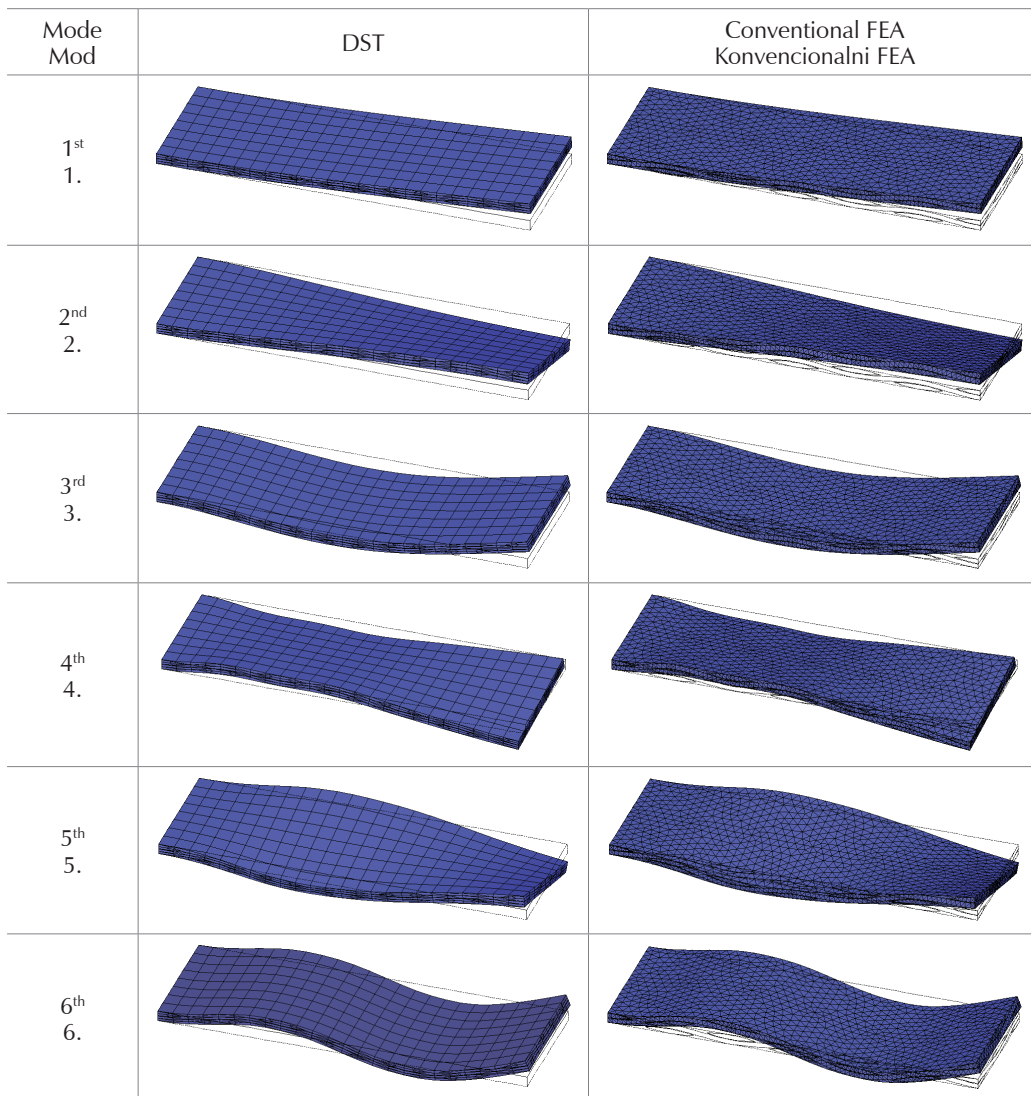 Mode
Mod
DST
Conventional FEA
Konvencionalni FEA
1st
1.
2nd
2.
3rd
3.
4th
4.
5th
5.
6th
6.